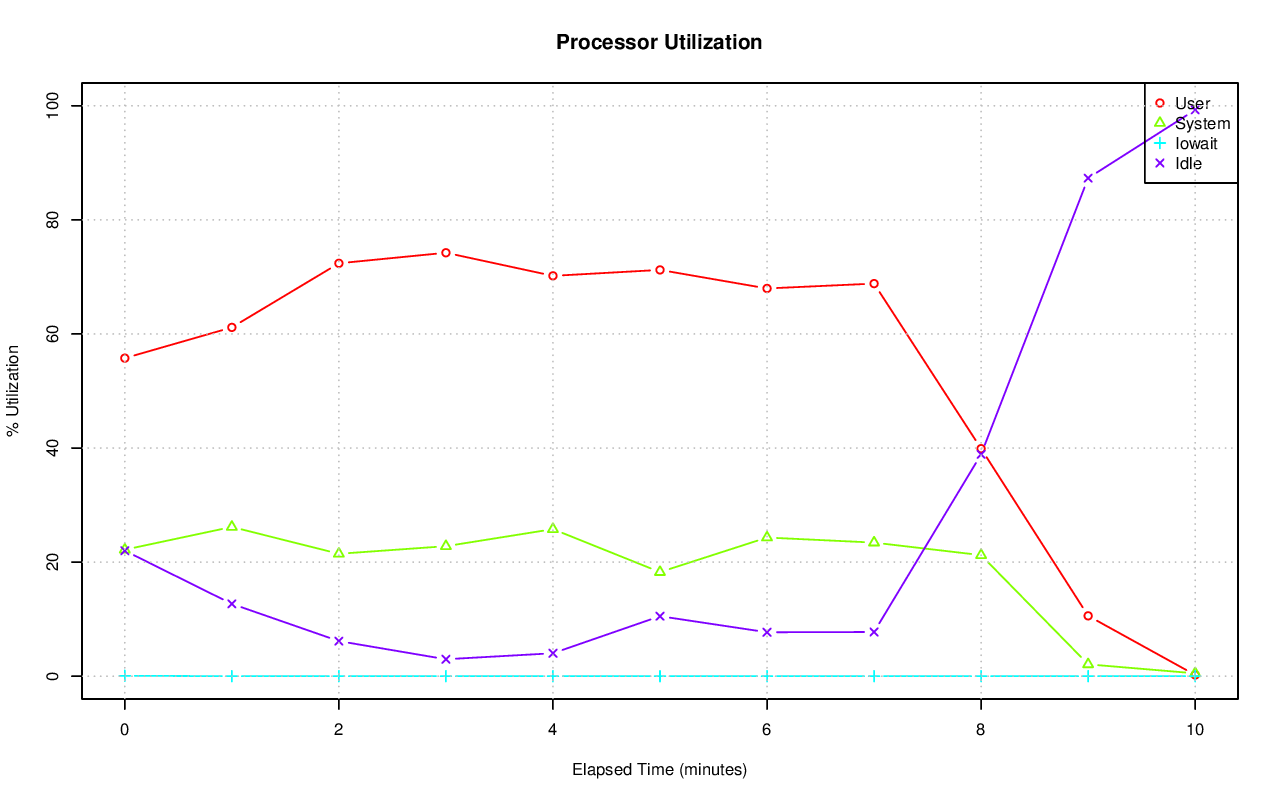 Processor Utilization
% Utilization
100
80
60
40
20
0
User
System
Iowait
Idle
0 2 4 6 8 10
Elapsed Time (minutes)